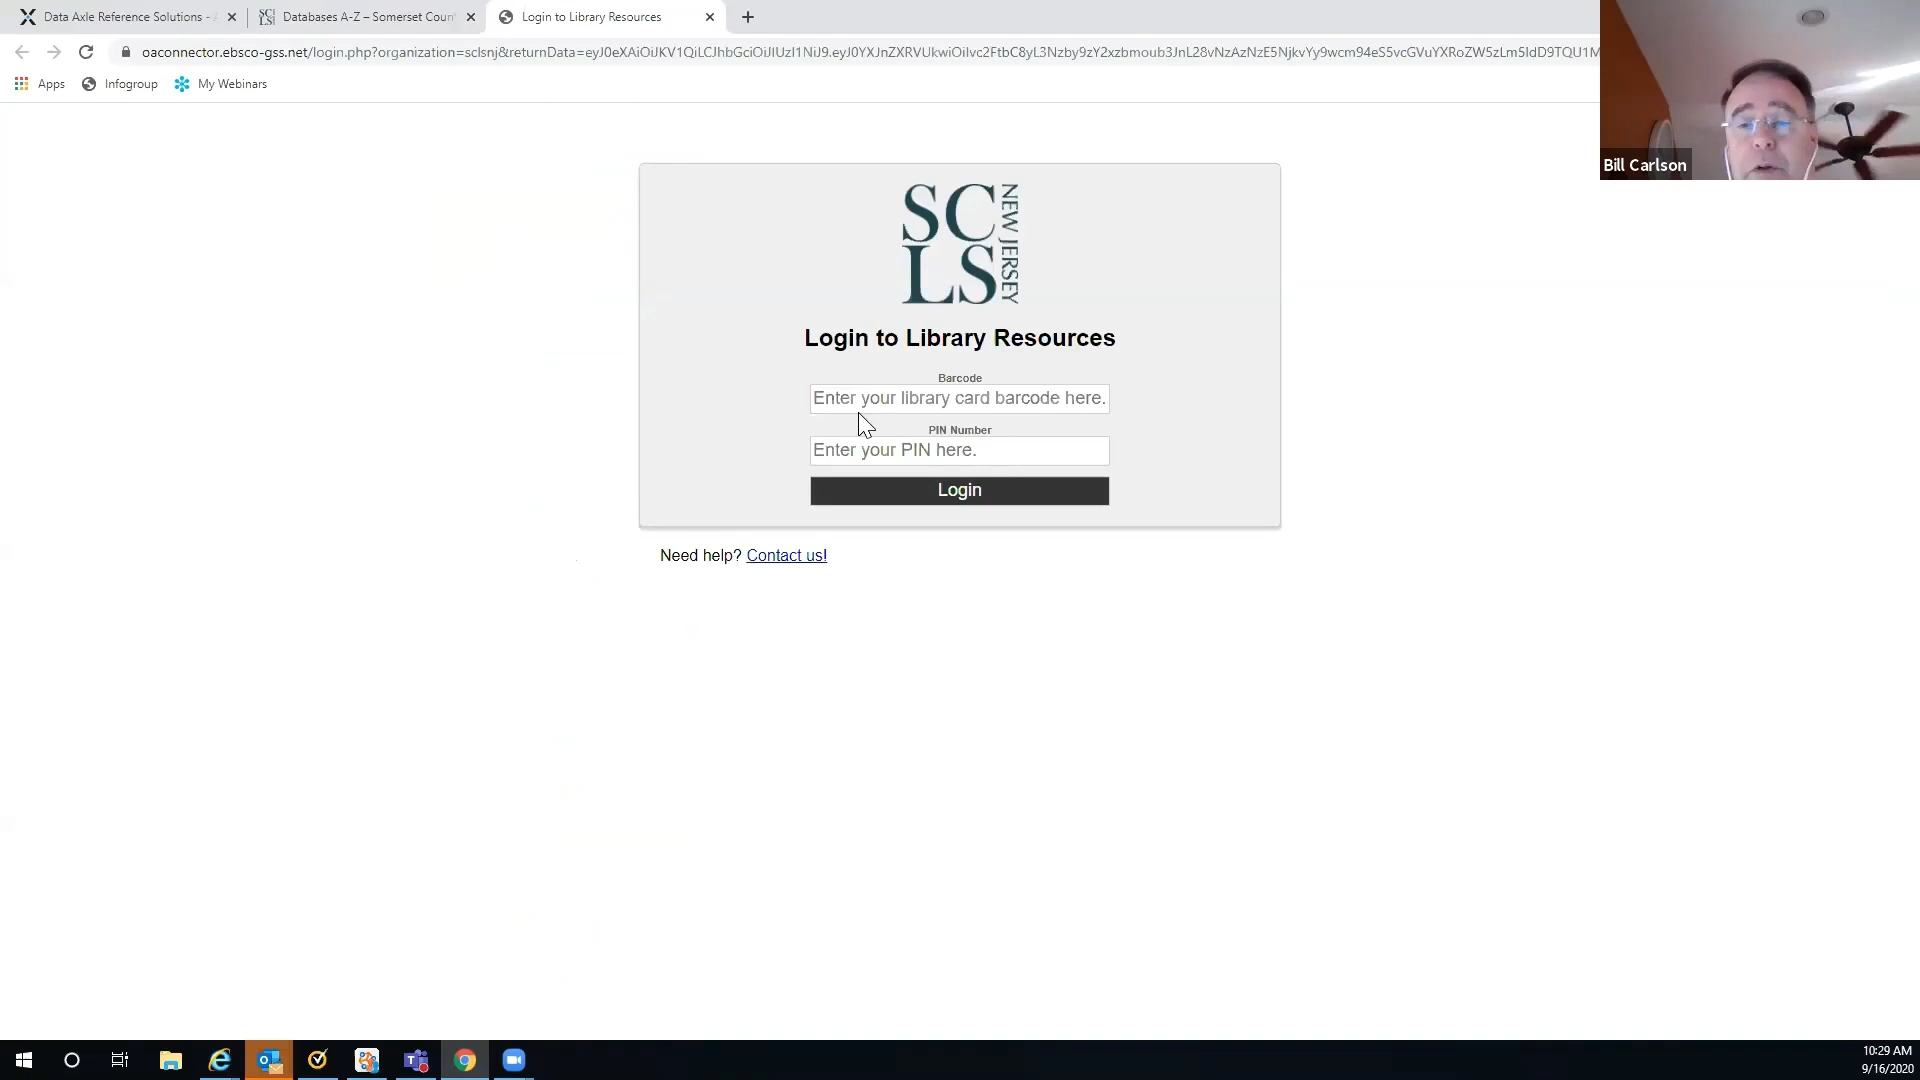 Data Axle Reference Solutions -
Databases A-Z – Somerset Coun
Login to Library Resources
oaconnector.ebsco-gss.net/login.php?organization=sclsnj&returnData=
Apps
Infogroup
My Webinars
Bill Carlson
SC
LS
NEW JERSEY
Login to Library Resources
Barcode
Enter your library card barcode here.
PIN Number
Enter your PIN here.
Login
Need help? Contact us!
10:29 AM
9/16/2020